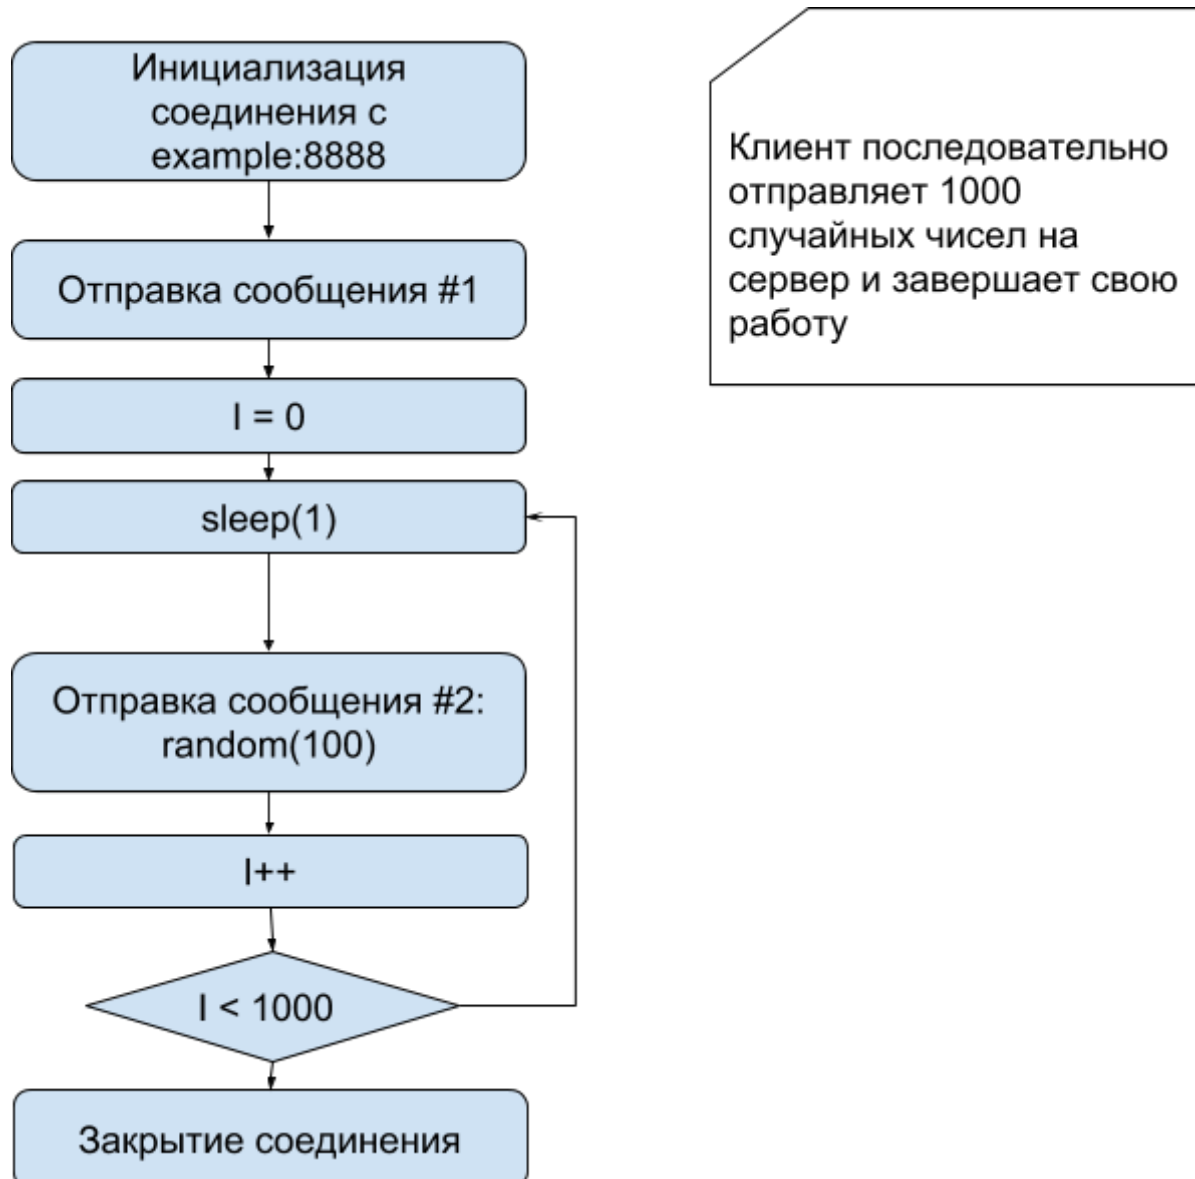 Инициализация
соединения с
example:8888
Отправка сообщения #1
I = 0
sleep(1)
Отправка сообщения #2:
random(100)
I++
I < 1000
Закрытие соединения
Клиент последовательно
отправляет 1000
случайных чисел на
сервер и завершает свою
работу